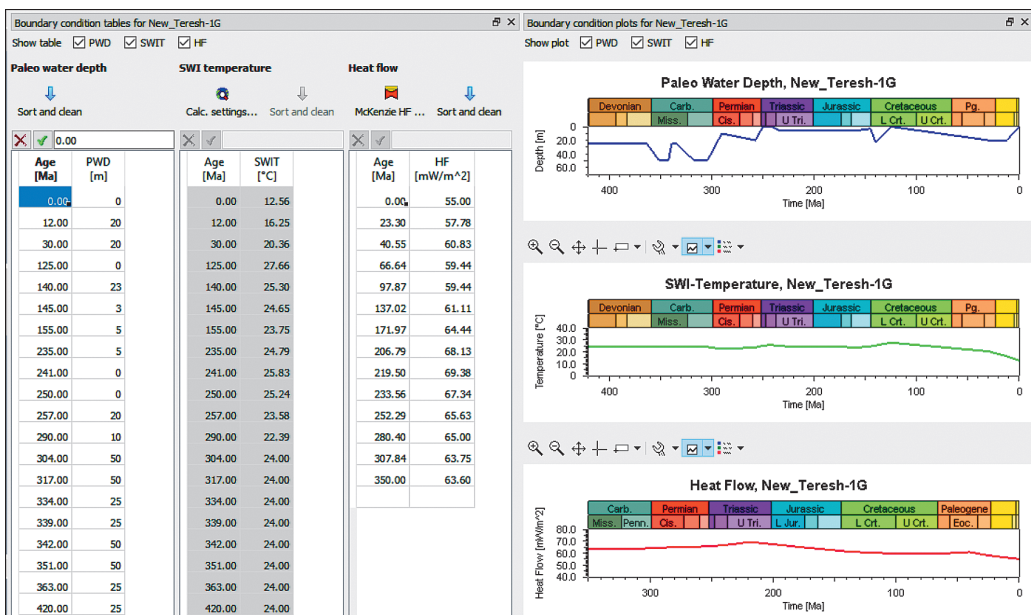 Boundary condition tables for New_Teresh-1G
Show table PWD SWIT HF
Paleo water depth SWI temperature Heat flow
Sort and clean Calc. settings... Sort and clean McKenzie HF ... Sort and clean
0.00
Age [Ma] PWD [m] Age [Ma] SWIT [°C] Age [Ma] HF [mW/m^2]
0.00 0 0.00 12.56 0.00 55.00
12.00 20 12.00 16.25 23.30 57.78
30.00 20 30.00 20.36 40.55 60.83
125.00 0 125.00 27.66 66.64 59.44
140.00 23 140.00 25.30 97.87 59.44
145.00 3 145.00 24.65 137.02 61.11
155.00 5 155.00 23.75 171.97 64.44
235.00 5 235.00 24.79 206.79 68.13
241.00 0 241.00 25.83 219.50 69.38
250.00 0 250.00 25.24 233.56 67.34
257.00 20 257.00 23.58 252.29 65.63
290.00 10 290.00 22.39 280.40 65.00
304.00 50 304.00 24.00 307.84 63.75
317.00 50 317.00 24.00 350.00 63.60
334.00 25 334.00 24.00
339.00 25 339.00 24.00
342.00 50 342.00 24.00
351.00 50 351.00 24.00
363.00 25 363.00 24.00
420.00 25 420.00 24.00
Boundary condition plots for New_Teresh-1G
Show plot PWD SWIT HF
Paleo Water Depth, New_Teresh-1G
Devonian Carb. Permian Triassic Jurassic Cretaceous Pg.
Miss. Cis. U Tri. L Crt. U Crt.
Depth [m]
0
20.0
40.0
60.0
400 300 200 100 0
Time [Ma]
SWI-Temperature, New_Teresh-1G
Devonian Carb. Permian Triassic Jurassic Cretaceous Pg.
Miss. Cis. U Tri. L Crt. U Crt.
Temperature [°C]
40.0
30.0
20.0
10.0
0
400 300 200 100 0
Time [Ma]
Heat Flow, New_Teresh-1G
Carb. Permian Triassic Jurassic Cretaceous Paleogene
Miss. Penn. Cis. U Tri. L Jur. L Crt. U Crt. Eoc.
Heat Flow [mW/m^2]
80.0
70.0
60.0
50.0
40.0
300 200 100 0
Time [Ma]